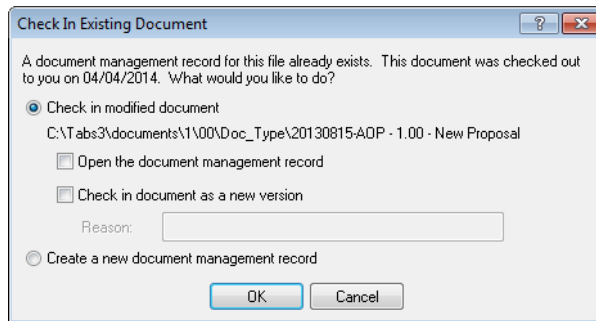 Check In Existing Document
A document management record for this file already exists.  This document was checked out
to you on 04/04/2014.  What would you like to do?
Check in modified document
C:\Tabs3\documents\1\00\Doc_Type\20130815-AOP - 1.00 - New Proposal
Open the document management record
Check in document as a new version
Reason:
Create a new document management record
OK Cancel